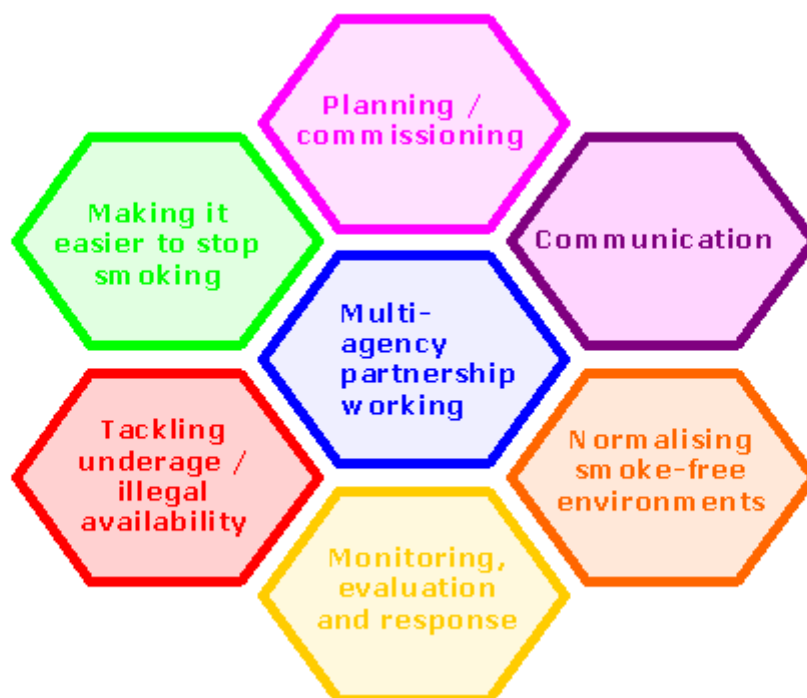 Planning /
commissioning
Making it
easier to stop
smoking
Communication
Multi-
agency
partnership
working
Tackling
underage /
illegal
availability
Normalising
smoke-free
environments
Monitoring,
evaluation
and response